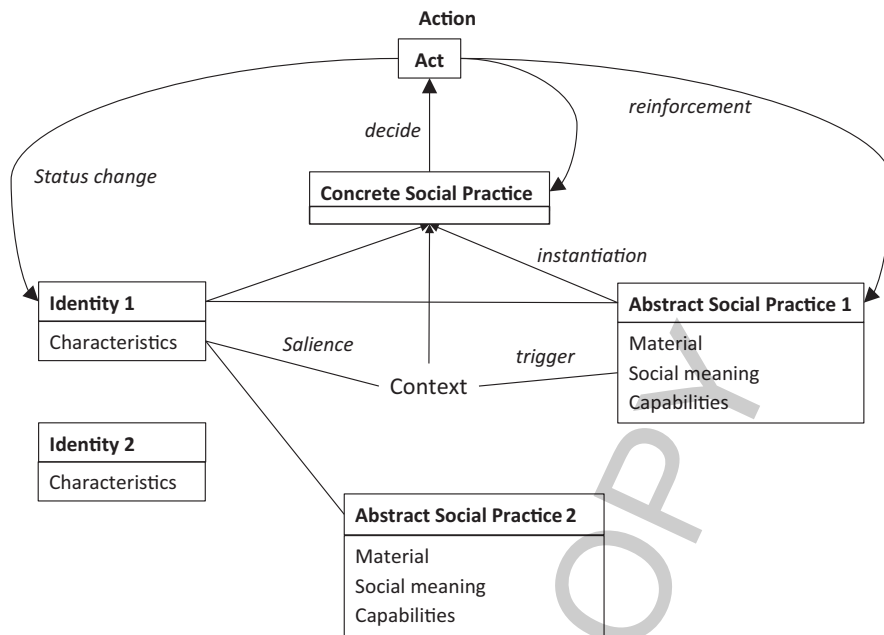 Action
Act
reinforcement
decide
Status change
Concrete Social Practice
instantiation
Identity 1
Characteristics
Abstract Social Practice 1
Material
Social meaning
Capabilities
Salience
trigger
Context
Identity 2
Characteristics
Abstract Social Practice 2
Material
Social meaning
Capabilities
OPY